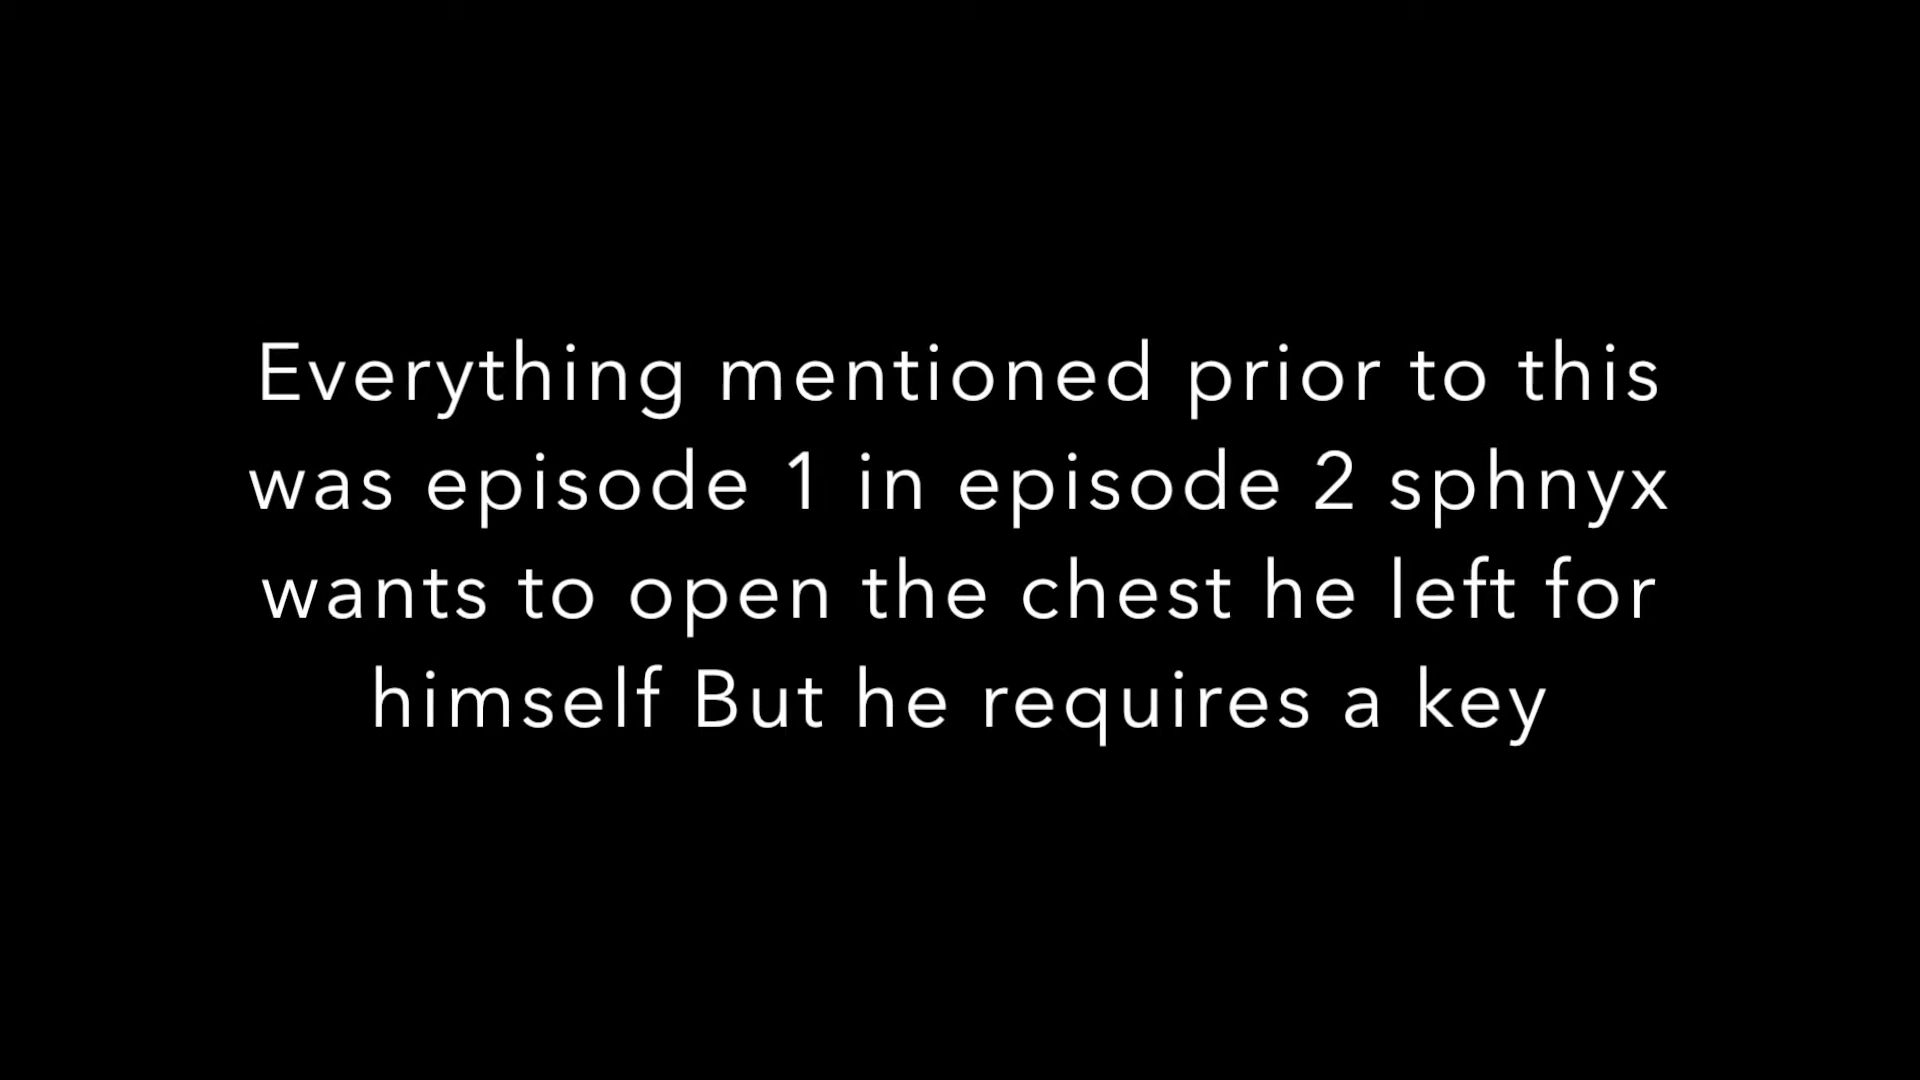 Everything mentioned prior to this
was episode 1 in episode 2 sphnyx
wants to open the chest he left for
himself But he requires a key